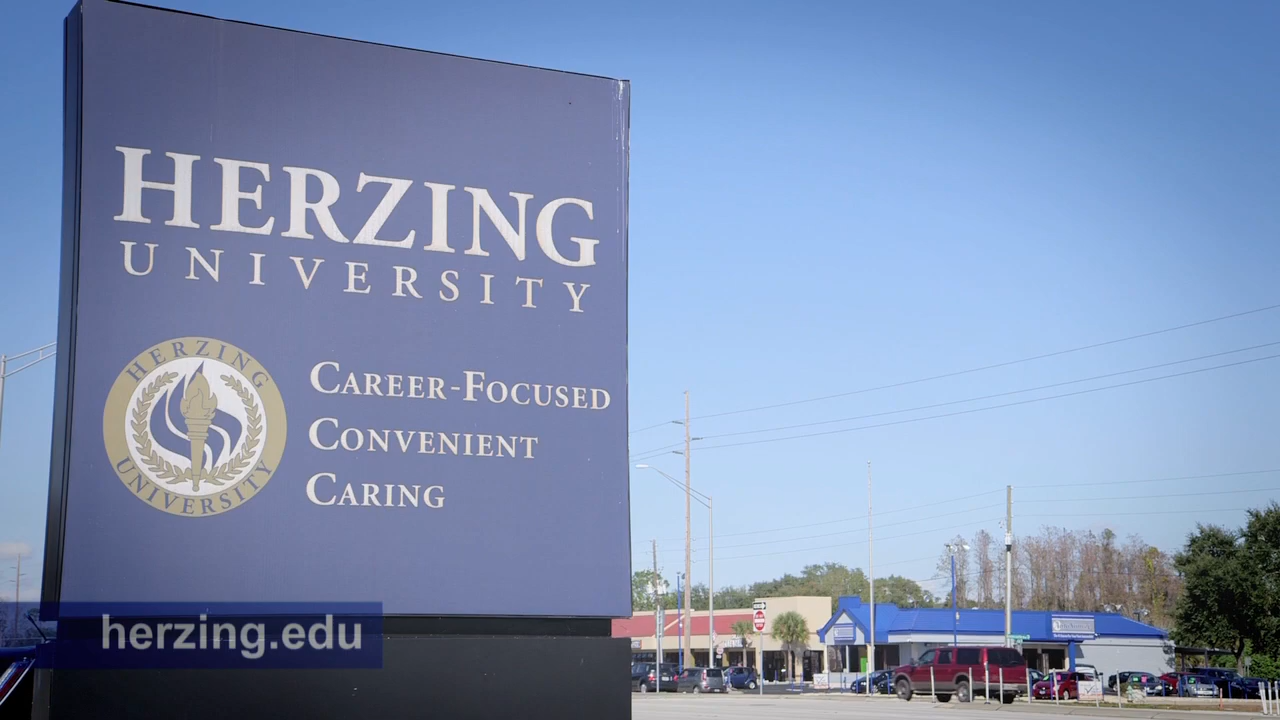 HERZING
UNIVERSITY
HERZING
UNIVERSITY
CAREER-FOCUSED
CONVENIENT
CARING
herzing.edu